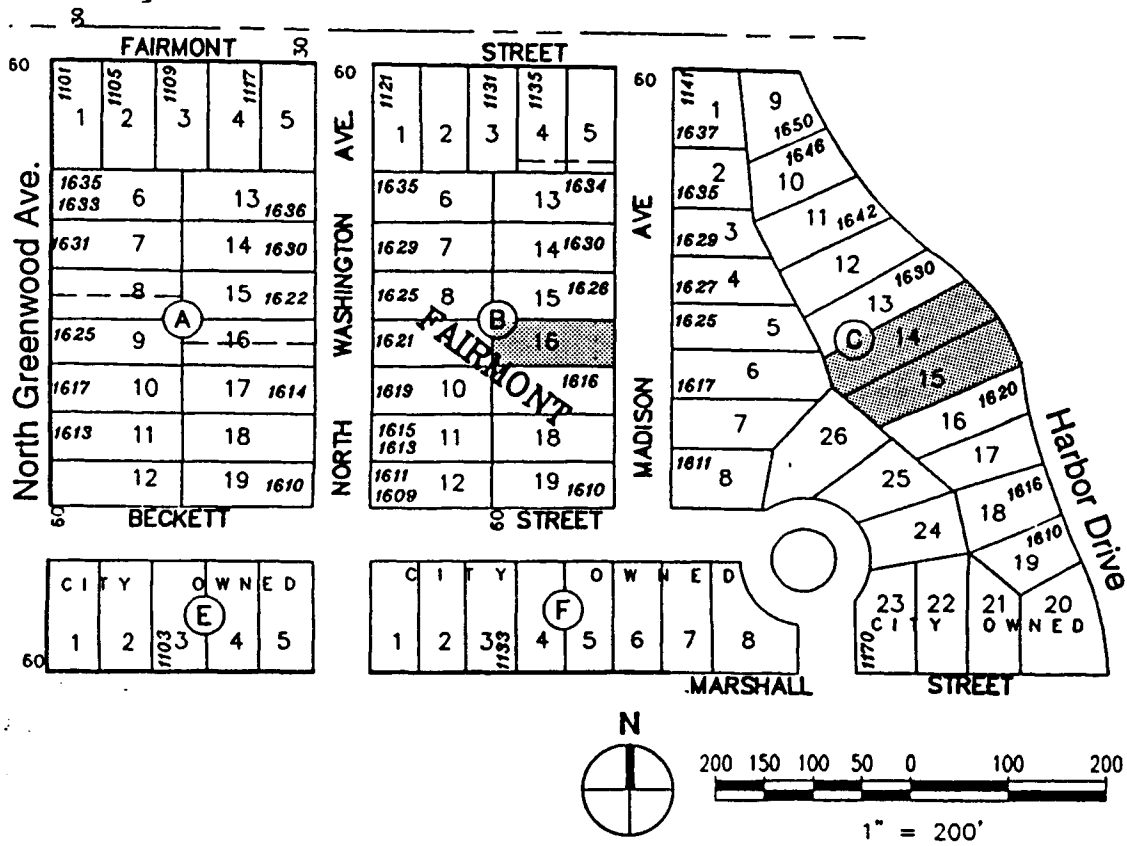 30
30
FAIRMONT STREET
60 60 60
1101 1105 1109 1117
1 2 3 4 5
1121 1131 1135
1 2 3 4 5
1141
1 1637
9 1650
1635 1633 6 13 1636
1635 6 13 1634
2 1635
10 1646
1631 7 14 1630
1629 7 14 1630
1629 3
11 1642
8 15 1622
1625 8 15 1626
1627 4
12
13 1630
A
B
C
1625 9 16
1621 16
1625 5
14
15
1617 10 17 1614
1619 10 1616
1617 6
16 1620
1613 11 18
1615 1613 11 18
7
26
17
12 19 1610
1611 1609 12 19 1610
1611 8
25
18 1616
24
19 1610
FAIRMONT
North Greenwood Ave.
NORTH WASHINGTON AVE.
MADISON AVE
Harbor Drive
60
60
BECKETT STREET
CITY OWNED
E
1 2 1103 3 4 5
CITY OWNED
F
1 2 3 1133 4 5 6 7 8
23 22 21 20
CITY OWNED
1170
60
MARSHALL STREET
N
200 150 100 50 0 100 200
1" = 200'